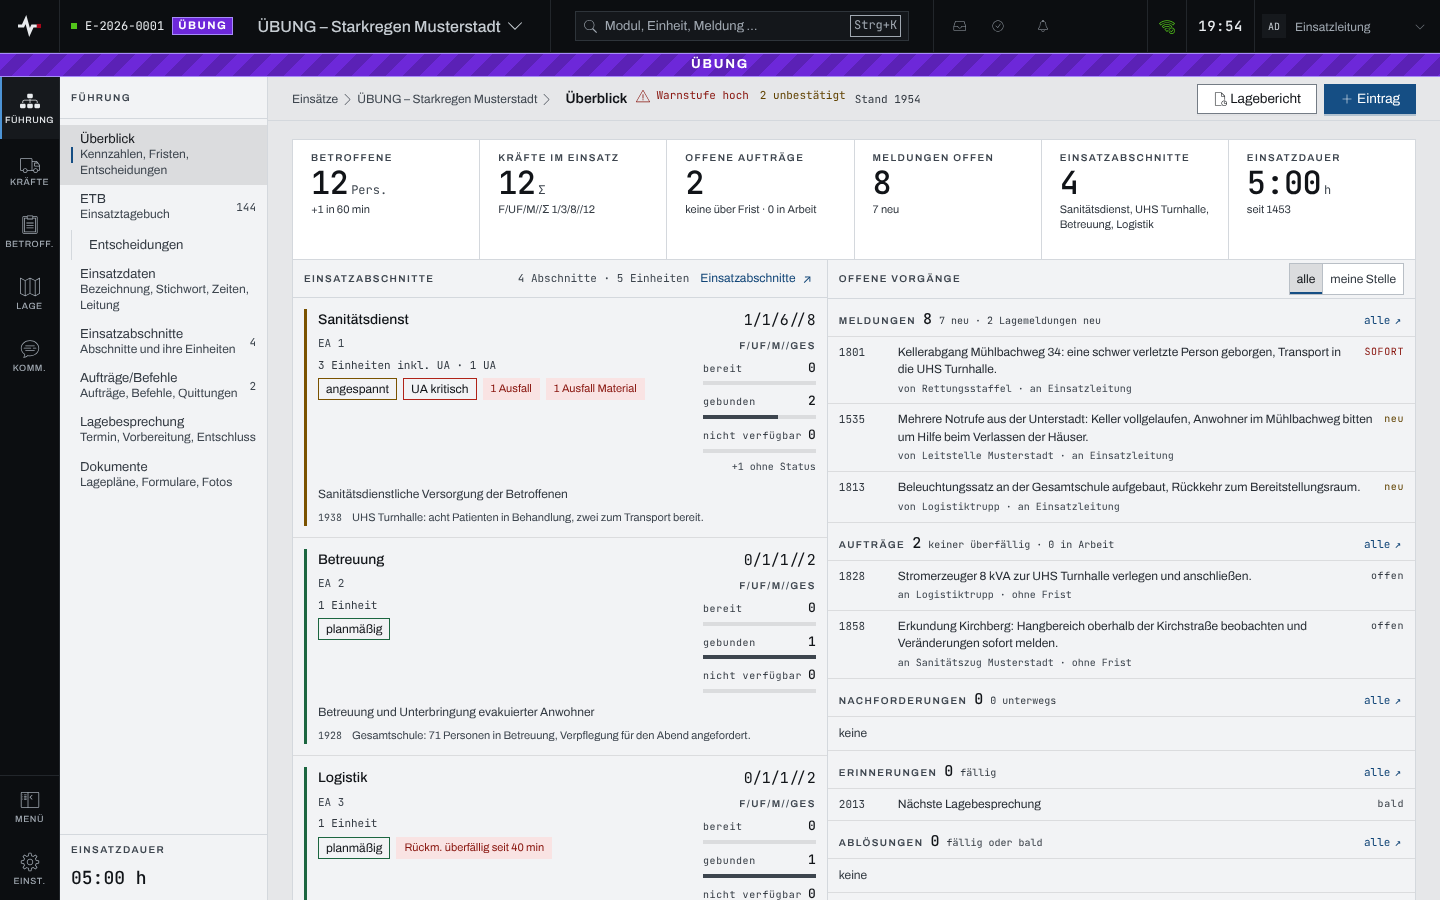 E-2026-0001 ÜBUNG ÜBUNG – Starkregen Musterstadt
Modul, Einheit, Meldung ... Strg+K
19:54 AD Einsatzleitung
ÜBUNG
FÜHRUNG
KRÄFTE
BETROFF.
LAGE
KOMM.
MENÜ
EINST.
FÜHRUNG
Überblick
Kennzahlen, Fristen,
Entscheidungen
ETB
Einsatztagebuch 144
Entscheidungen
Einsatzdaten
Bezeichnung, Stichwort, Zeiten,
Leitung
Einsatzabschnitte
Abschnitte und ihre Einheiten 4
Aufträge/Befehle
Aufträge, Befehle, Quittungen 2
Lagebesprechung
Termin, Vorbereitung, Entschluss
Dokumente
Lagepläne, Formulare, Fotos
EINSATZDAUER
05:00 h
Einsätze ÜBUNG – Starkregen Musterstadt Überblick Warnstufe hoch 2 unbestätigt Stand 1954
Lagebericht + Eintrag
BETROFFENE
12 Pers.
+1 in 60 min
KRÄFTE IM EINSATZ
12 Σ
F/UF/M//Σ 1/3/8//12
OFFENE AUFTRÄGE
2
keine über Frist · 0 in Arbeit
MELDUNGEN OFFEN
8
7 neu
EINSATZABSCHNITTE
4
Sanitätsdienst, UHS Turnhalle,
Betreuung, Logistik
EINSATZDAUER
5:00 h
seit 1453
EINSATZABSCHNITTE 4 Abschnitte · 5 Einheiten Einsatzabschnitte ↗
Sanitätsdienst 1/1/6//8
EA 1 F/UF/M//GES
3 Einheiten inkl. UA · 1 UA
angespannt UA kritisch 1 Ausfall 1 Ausfall Material
bereit 0
gebunden 2
nicht verfügbar 0
+1 ohne Status
Sanitätsdienstliche Versorgung der Betroffenen
1938 UHS Turnhalle: acht Patienten in Behandlung, zwei zum Transport bereit.
Betreuung 0/1/1//2
EA 2 F/UF/M//GES
1 Einheit
planmäßig
bereit 0
gebunden 1
nicht verfügbar 0
Betreuung und Unterbringung evakuierter Anwohner
1928 Gesamtschule: 71 Personen in Betreuung, Verpflegung für den Abend angefordert.
Logistik 0/1/1//2
EA 3 F/UF/M//GES
1 Einheit
planmäßig Rückm. überfällig seit 40 min
bereit 0
gebunden 1
nicht verfügbar 0
OFFENE VORGÄNGE alle meine Stelle
MELDUNGEN 8 7 neu · 2 Lagemeldungen neu alle ↗
1801 Kellerabgang Mühlbachweg 34: eine schwer verletzte Person geborgen, Transport in SOFORT
die UHS Turnhalle.
von Rettungsstaffel · an Einsatzleitung
1535 Mehrere Notrufe aus der Unterstadt: Keller vollgelaufen, Anwohner im Mühlbachweg bitten neu
um Hilfe beim Verlassen der Häuser.
von Leitstelle Musterstadt · an Einsatzleitung
1813 Beleuchtungssatz an der Gesamtschule aufgebaut, Rückkehr zum Bereitstellungsraum. neu
von Logistiktrupp · an Einsatzleitung
AUFTRÄGE 2 keiner überfällig · 0 in Arbeit alle ↗
1828 Stromerzeuger 8 kVA zur UHS Turnhalle verlegen und anschließen. offen
an Logistiktrupp · ohne Frist
1858 Erkundung Kirchberg: Hangbereich oberhalb der Kirchstraße beobachten und offen
Veränderungen sofort melden.
an Sanitätszug Musterstadt · ohne Frist
NACHFORDERUNGEN 0 0 unterwegs alle ↗
keine
ERINNERUNGEN 0 fällig alle ↗
2013 Nächste Lagebesprechung bald
ABLÖSUNGEN 0 fällig oder bald alle ↗
keine